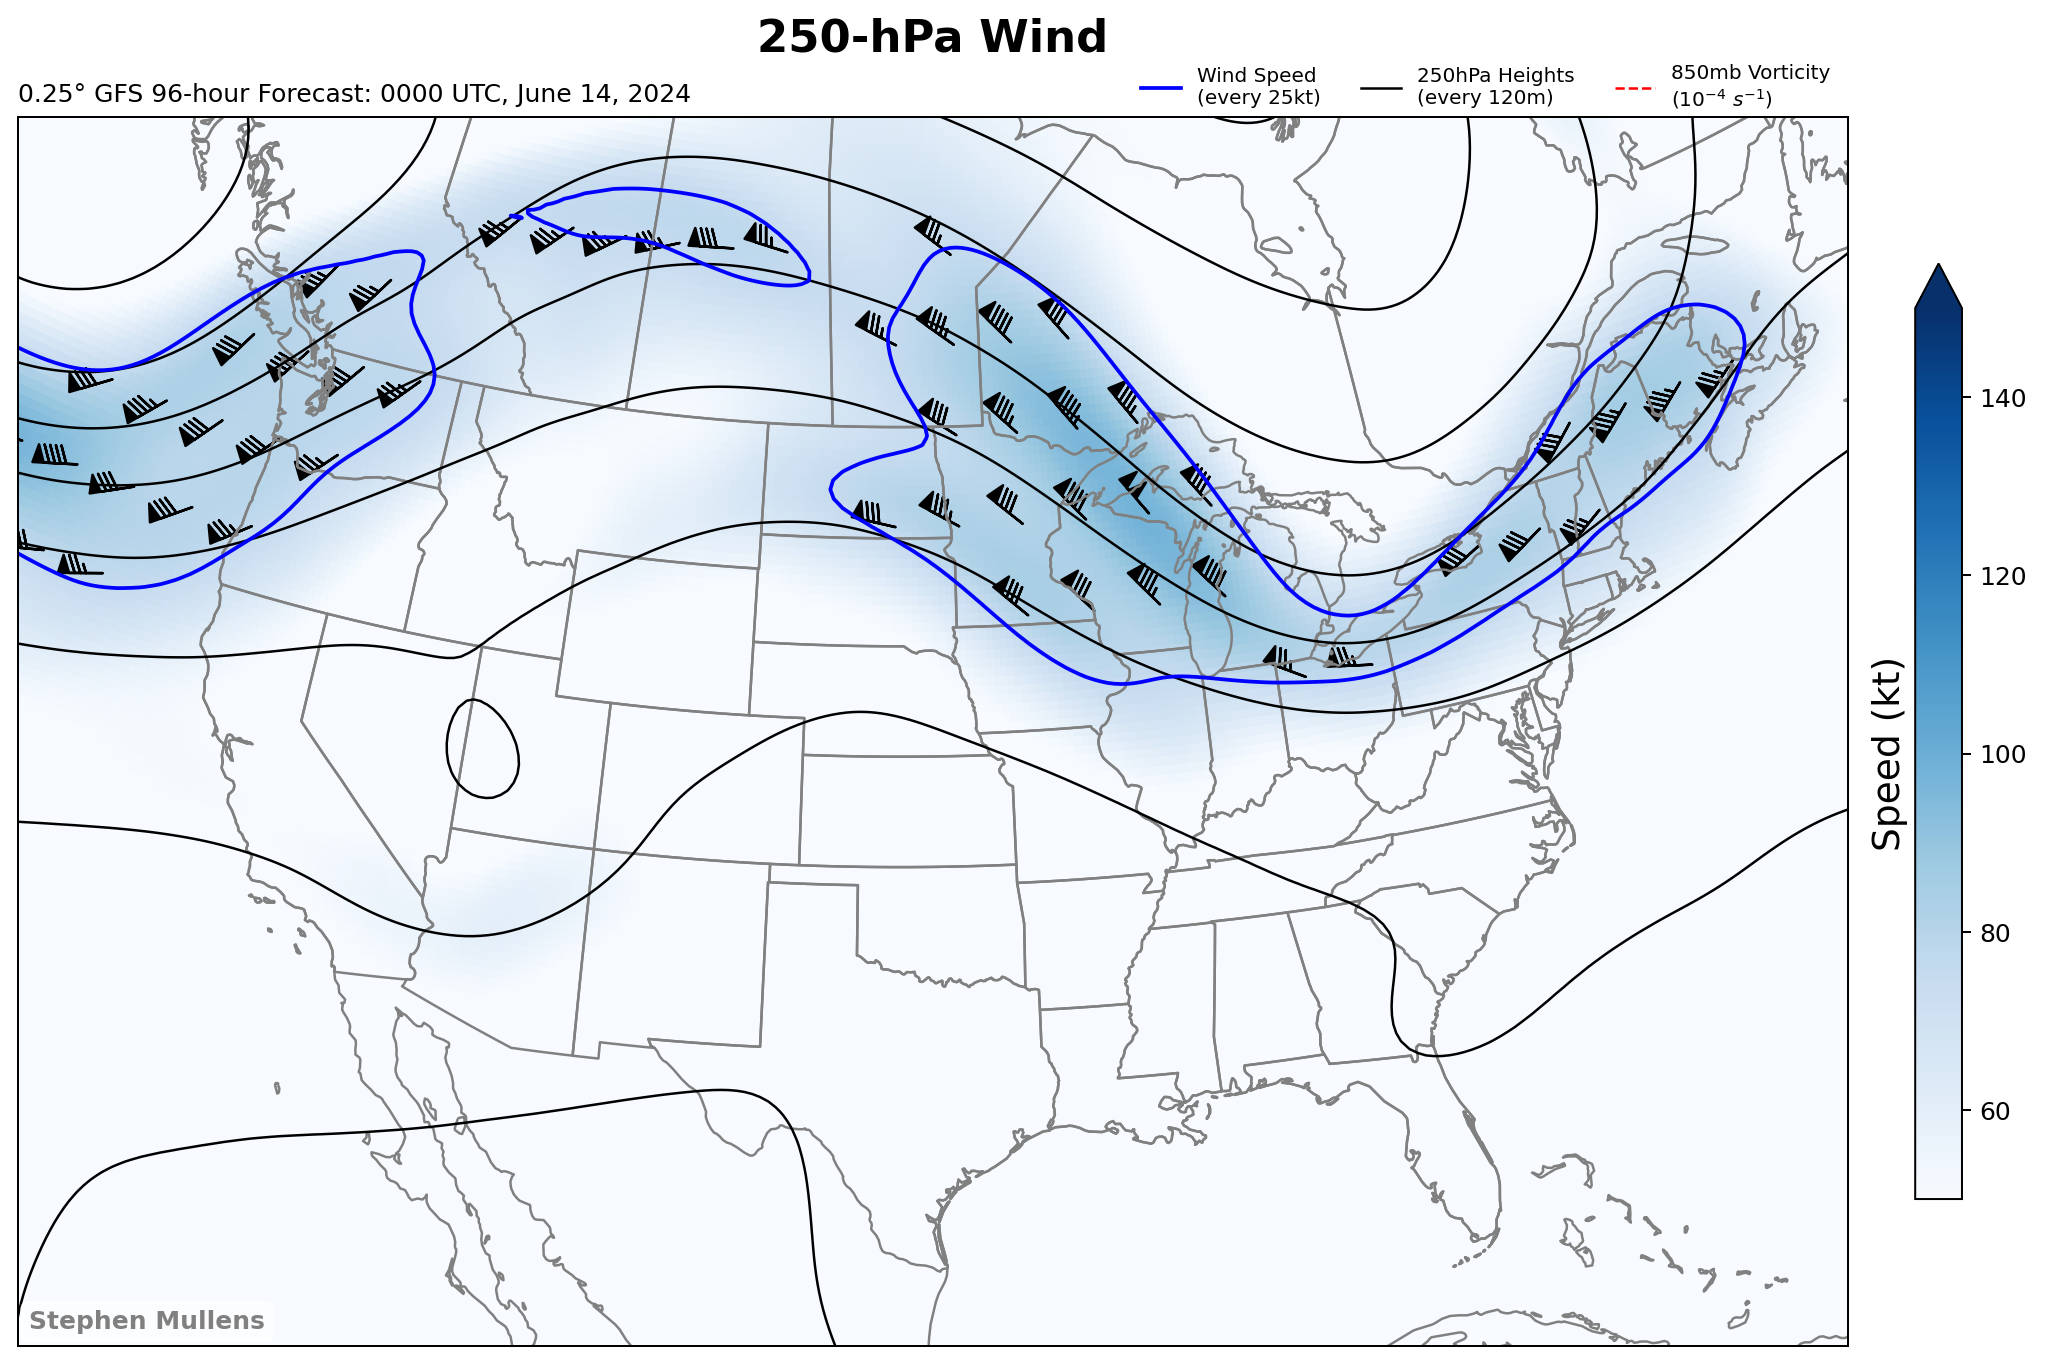 250-hPa Wind
0.25° GFS 96-hour Forecast: 0000 UTC, June 14, 2024
Wind Speed
(every 25kt)
250hPa Heights
(every 120m)
850mb Vorticity
(10⁻⁴ s⁻¹)
140
120
100
80
60
Speed (kt)
Stephen Mullens